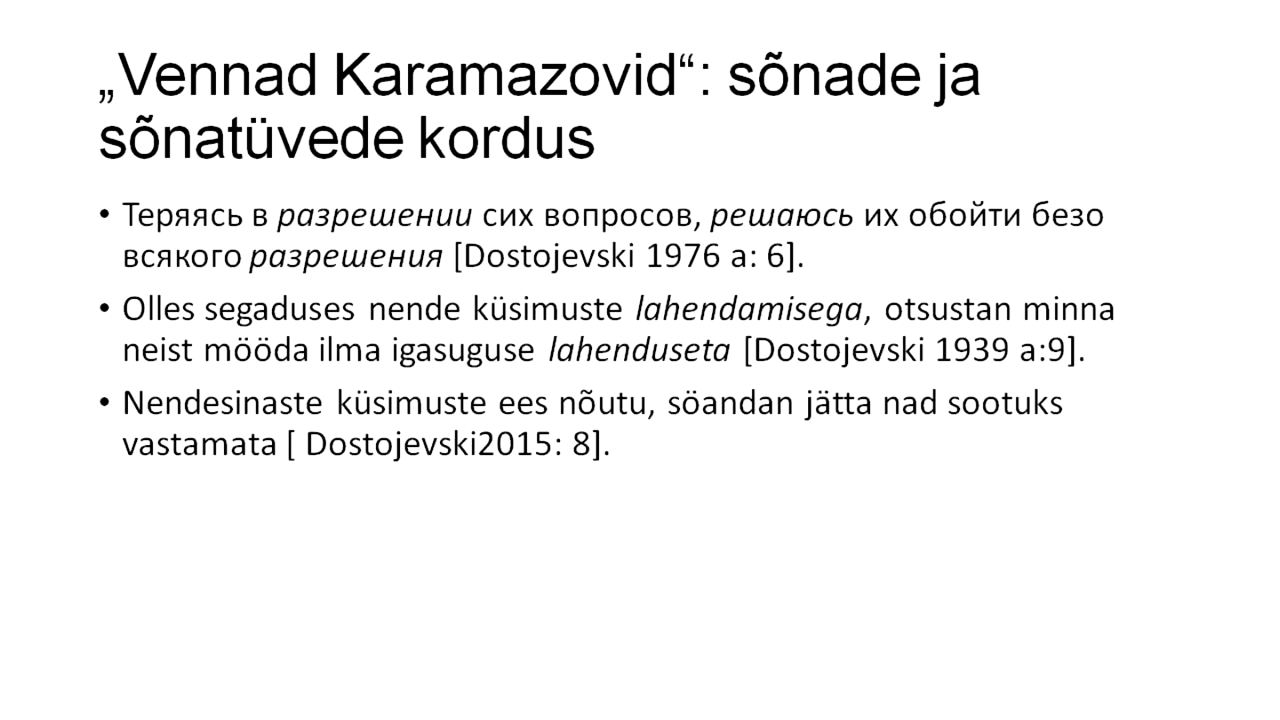 „Vennad Karamazovid“: sõnade ja
sõnatüvede kordus
• Теряясь в разрешении сих вопросов, решаюсь их обойти безо
всякого разрешения [Dostojevski 1976 a: 6].
• Olles segaduses nende küsimuste lahendamisega, otsustan minna
neist mööda ilma igasuguse lahenduseta [Dostojevski 1939 a:9].
• Nendesinaste küsimuste ees nõutu, söandan jätta nad sootuks
vastamata [ Dostojevski2015: 8].